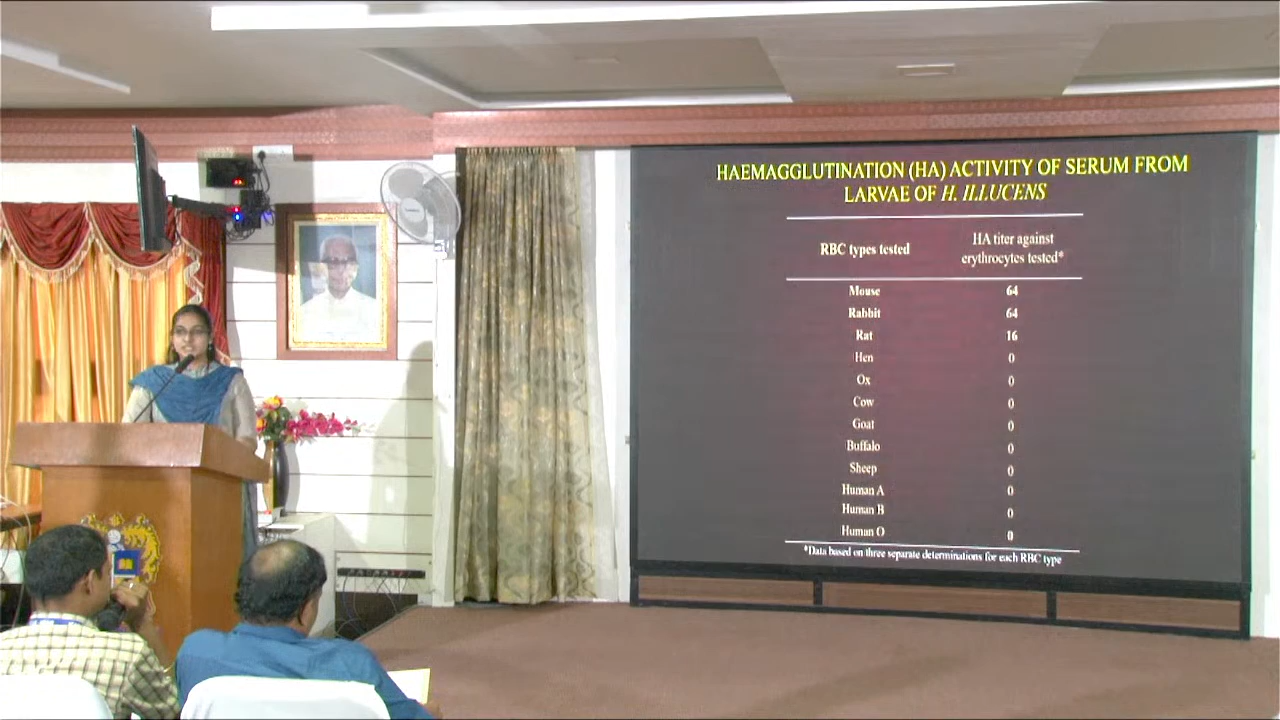 HAEMAGGLUTINATION (HA) ACTIVITY OF SERUM FROM
LARVAE OF H. ILLUCENS
RBC types tested
HA titer against
erythrocytes tested*
Mouse 64
Rabbit 64
Rat 16
Hen 0
Ox 0
Cow 0
Goat 0
Buffalo 0
Sheep 0
Human A 0
Human B 0
Human O 0
*Data based on three separate determinations for each RBC type